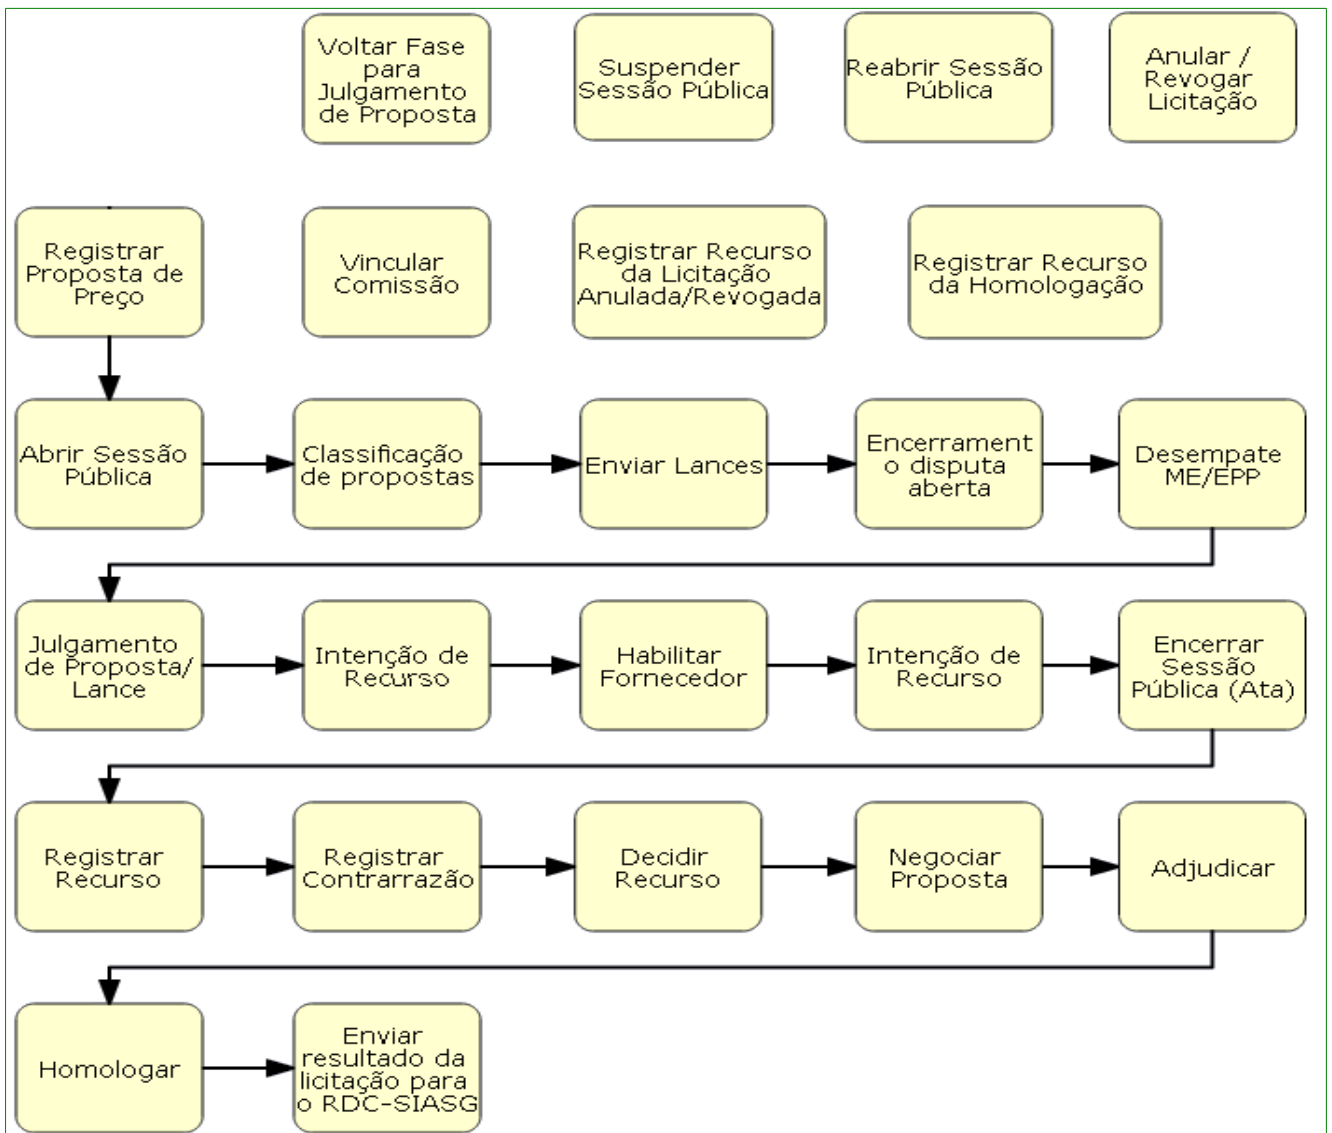 Voltar Fase
para
Julgamento
de Proposta
Suspender
Sessão Pública
Reabrir Sessão
Pública
Anular /
Revogar
Licitação
Registrar
Proposta de
Preço
Vincular
Comissão
Registrar Recurso
da Licitação
Anulada/Revogada
Registrar Recurso
da Homologação
Abrir Sessão
Pública
Classificação
de propostas
Enviar Lances
Encerrament
o disputa
aberta
Desempate
ME/EPP
Julgamento
de Proposta/
Lance
Intenção de
Recurso
Habilitar
Fornecedor
Intenção de
Recurso
Encerrar
Sessão
Pública (Ata)
Registrar
Recurso
Registrar
Contrarrazão
Decidir
Recurso
Negociar
Proposta
Adjudicar
Homologar
Enviar
resultado da
licitação para
o RDC-SIASG